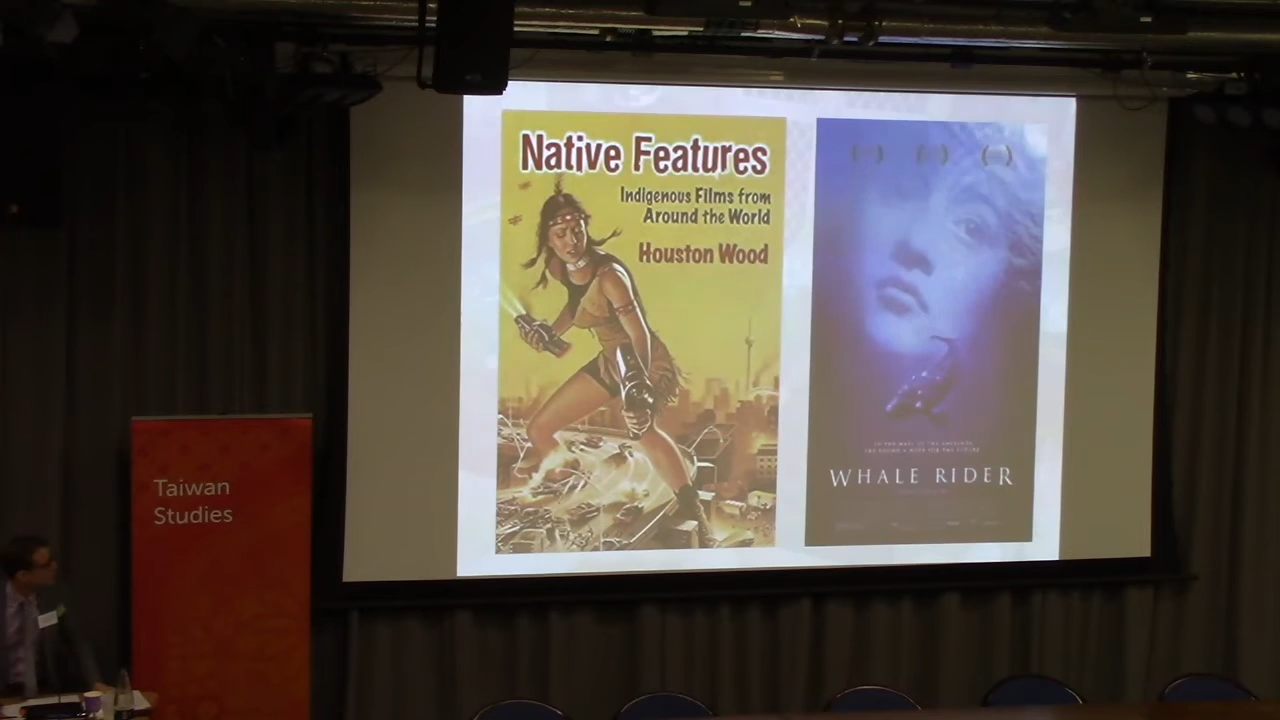 Native Features
Indigenous Films from
Around the World
Houston Wood
WHALE RIDER
Taiwan
Studies